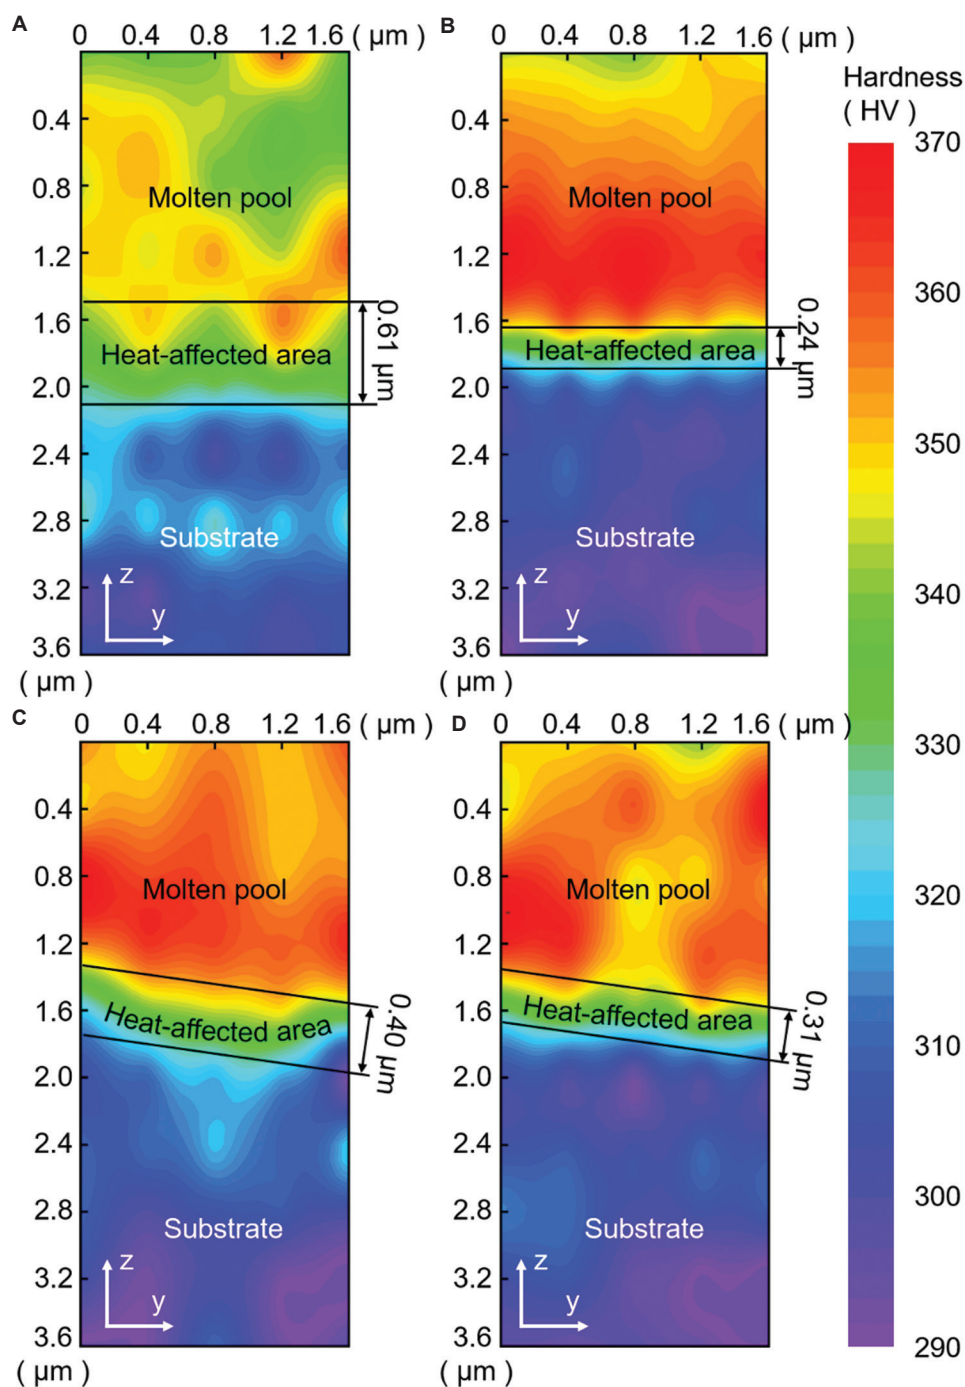 A
0 0.4 0.8 1.2 1.6 ( μm )
0.4
0.8
1.2
1.6
2.0
2.4
2.8
3.2
3.6
( μm )
Molten pool
Heat-affected area
0.61 μm
Substrate
z
y
B
0 0.4 0.8 1.2 1.6 ( μm )
0.4
0.8
1.2
1.6
2.0
2.4
2.8
3.2
3.6
( μm )
Molten pool
Heat-affected area
0.24 μm
Substrate
z
y
Hardness
( HV )
370
360
350
340
330
320
310
300
290
C
0 0.4 0.8 1.2 1.6 ( μm )
0.4
0.8
1.2
1.6
2.0
2.4
2.8
3.2
3.6
( μm )
Molten pool
Heat-affected area
0.40 μm
Substrate
z
y
D
0 0.4 0.8 1.2 1.6 ( μm )
0.4
0.8
1.2
1.6
2.0
2.4
2.8
3.2
3.6
( μm )
Molten pool
Heat-affected area
0.31 μm
Substrate
z
y